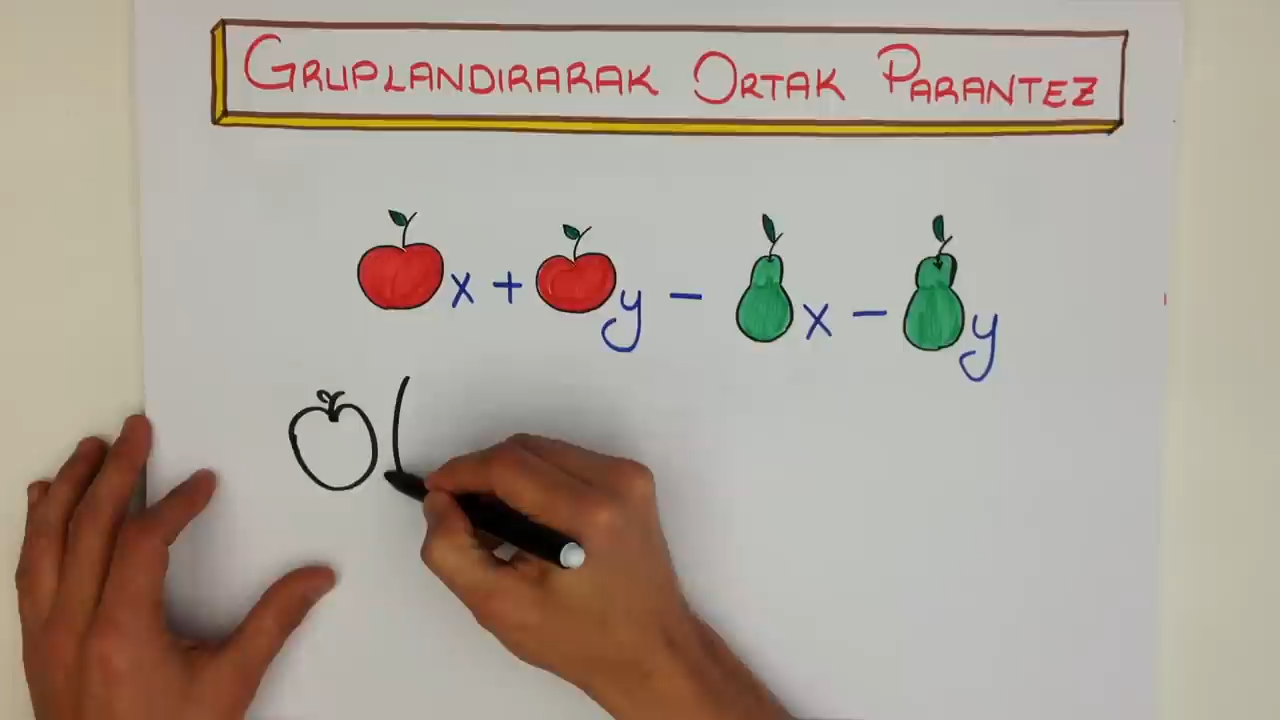 GRUPLANDIRARAK ORTAK PARANTEZ
x + y - x - y
(